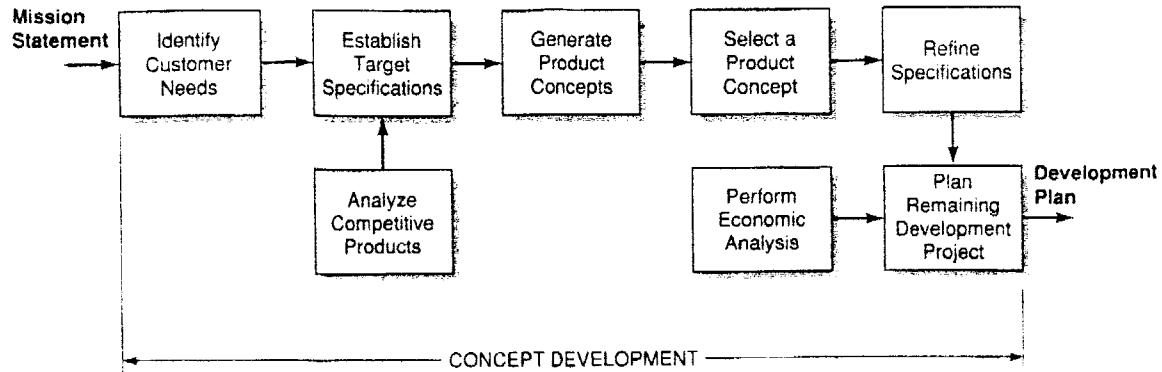 Mission
Statement
Identify
Customer
Needs
Establish
Target
Specifications
Generate
Product
Concepts
Select a
Product
Concept
Refine
Specifications
Analyze
Competitive
Products
Perform
Economic
Analysis
Plan
Remaining
Development
Project
Development
Plan
CONCEPT DEVELOPMENT